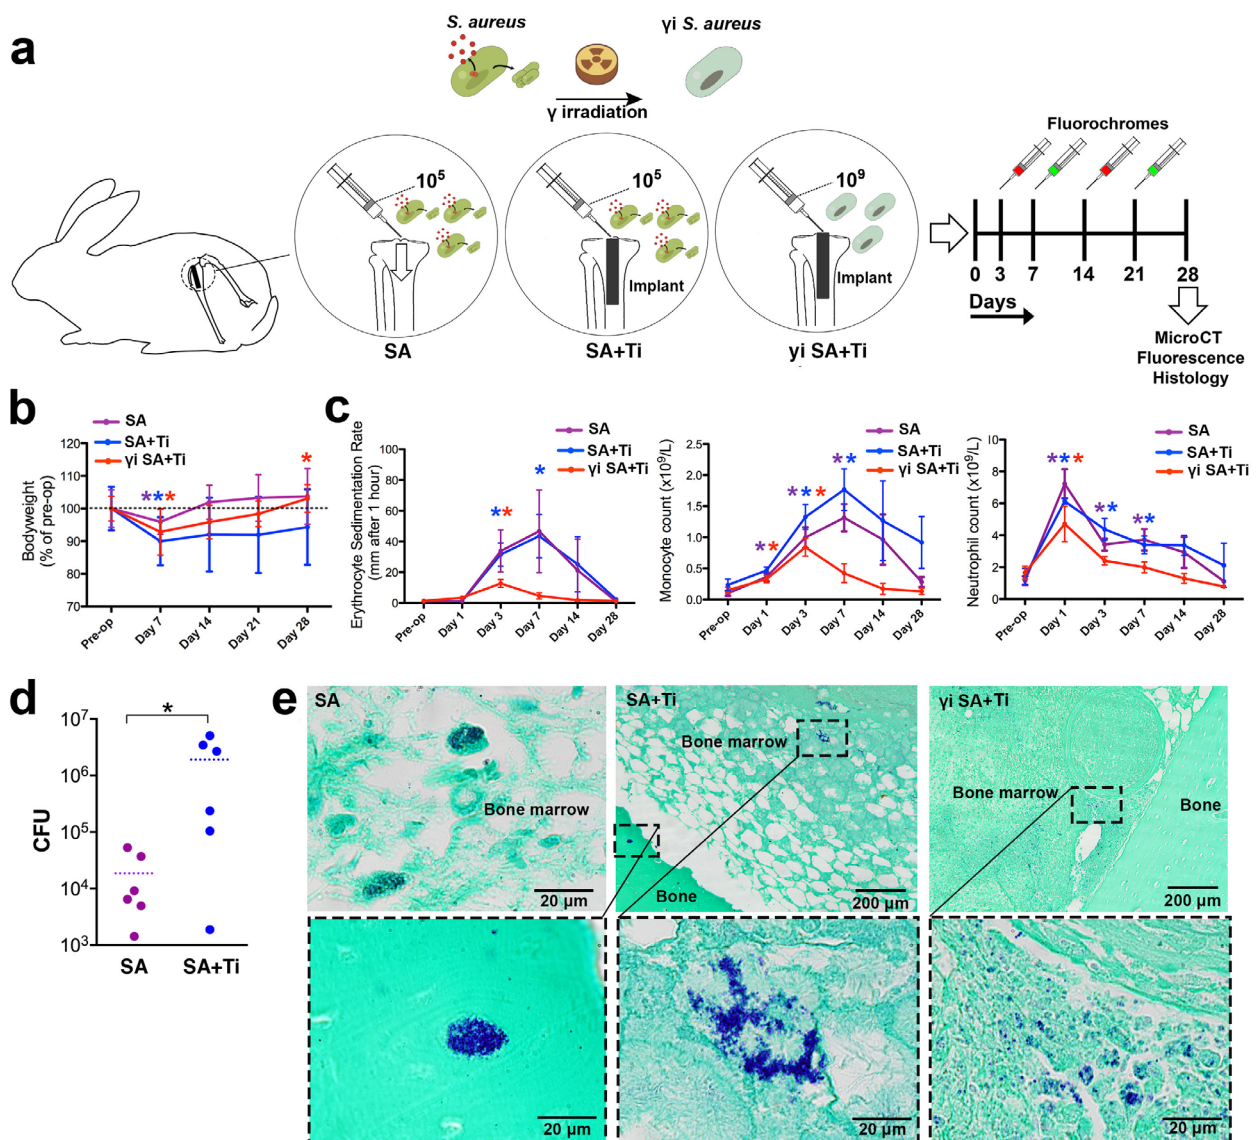 a
S. aureus
γi S. aureus
γ irradiation
10⁵
10⁵
10⁹
Implant
Implant
SA
SA+Ti
γi SA+Ti
Fluorochromes
0 3 7 14 21 28
Days
MicroCT
Fluorescence
Histology
b
SA
SA+Ti
γi SA+Ti
Bodyweight
(% of pre-op)
120
110
100
90
80
70
* * *
*
Pre-op Day 7 Day 14 Day 21 Day 28
c
SA
SA+Ti
γi SA+Ti
Erythrocyte Sedimentation Rate
(mm after 1 hour)
100
80
60
40
20
0
* *
*
Pre-op Day 1 Day 3 Day 7 Day 14 Day 28
SA
SA+Ti
γi SA+Ti
Monocyte count (x10⁹/L)
2.5
2.0
1.5
1.0
0.5
0.0
* *
* * *
* *
Pre-op Day 1 Day 3 Day 7 Day 14 Day 28
SA
SA+Ti
γi SA+Ti
Neutrophil count (x10⁹/L)
10
8
6
4
2
0
* * *
* *
* *
Pre-op Day 1 Day 3 Day 7 Day 14 Day 28
d
CFU
10⁷
10⁶
10⁵
10⁴
10³
*
SA SA+Ti
e
SA
Bone marrow
20 µm
SA+Ti
Bone marrow
Bone
200 µm
γi SA+Ti
Bone marrow
Bone
200 µm
20 µm
20 µm
20 µm